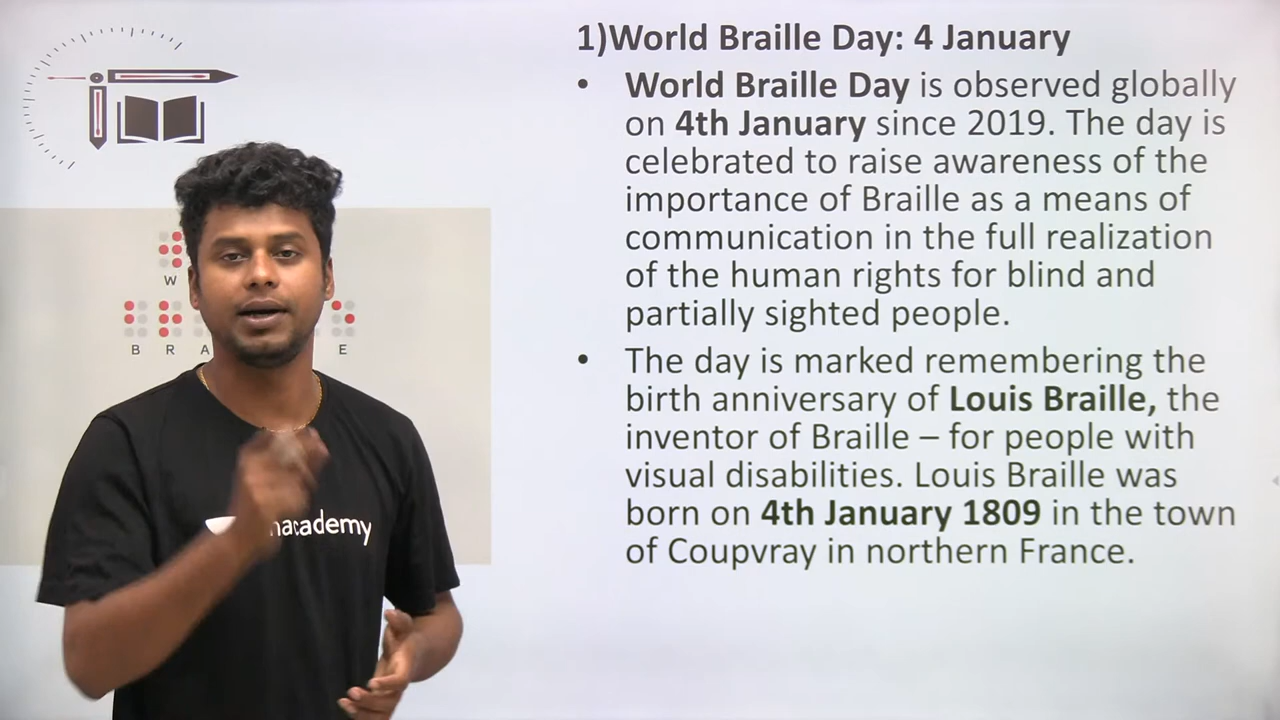 1)World Braille Day: 4 January
• World Braille Day is observed globally
on 4th January since 2019. The day is
celebrated to raise awareness of the
importance of Braille as a means of
communication in the full realization
of the human rights for blind and
partially sighted people.
• The day is marked remembering the
birth anniversary of Louis Braille, the
inventor of Braille – for people with
visual disabilities. Louis Braille was
born on 4th January 1809 in the town
of Coupvray in northern France.
W
B R A E
nacademy